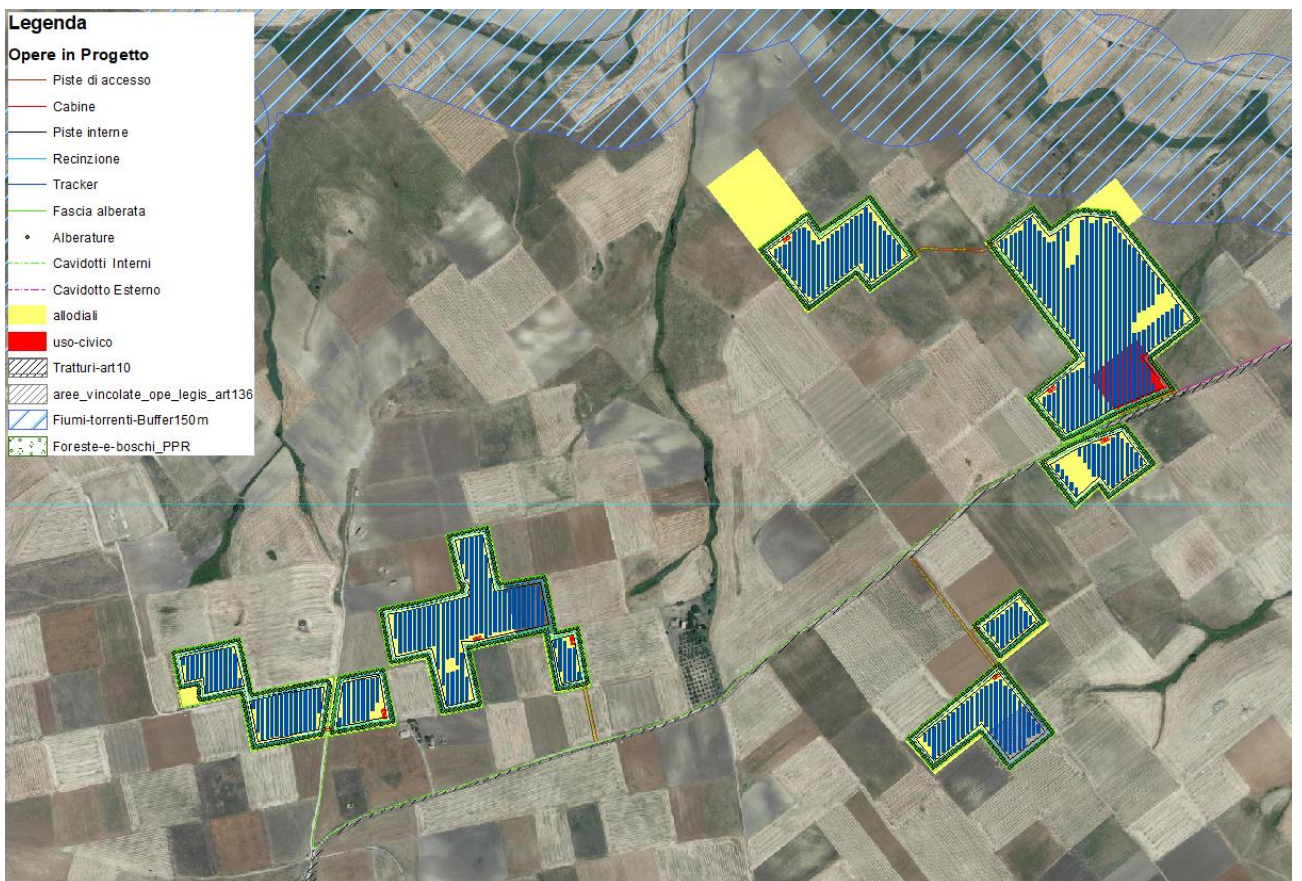 Legenda
Opere in Progetto
Piste di accesso
Cabine
Piste interne
Recinzione
Tracker
Fascia alberata
Alberature
Cavidotti Interni
Cavidotto Esterno
allodiali
uso-civico
Tratturi-art10
aree_vincolate_ope_legis_art136
Fiumi-torrenti-Buffer150m
Foreste-e-boschi_PPR